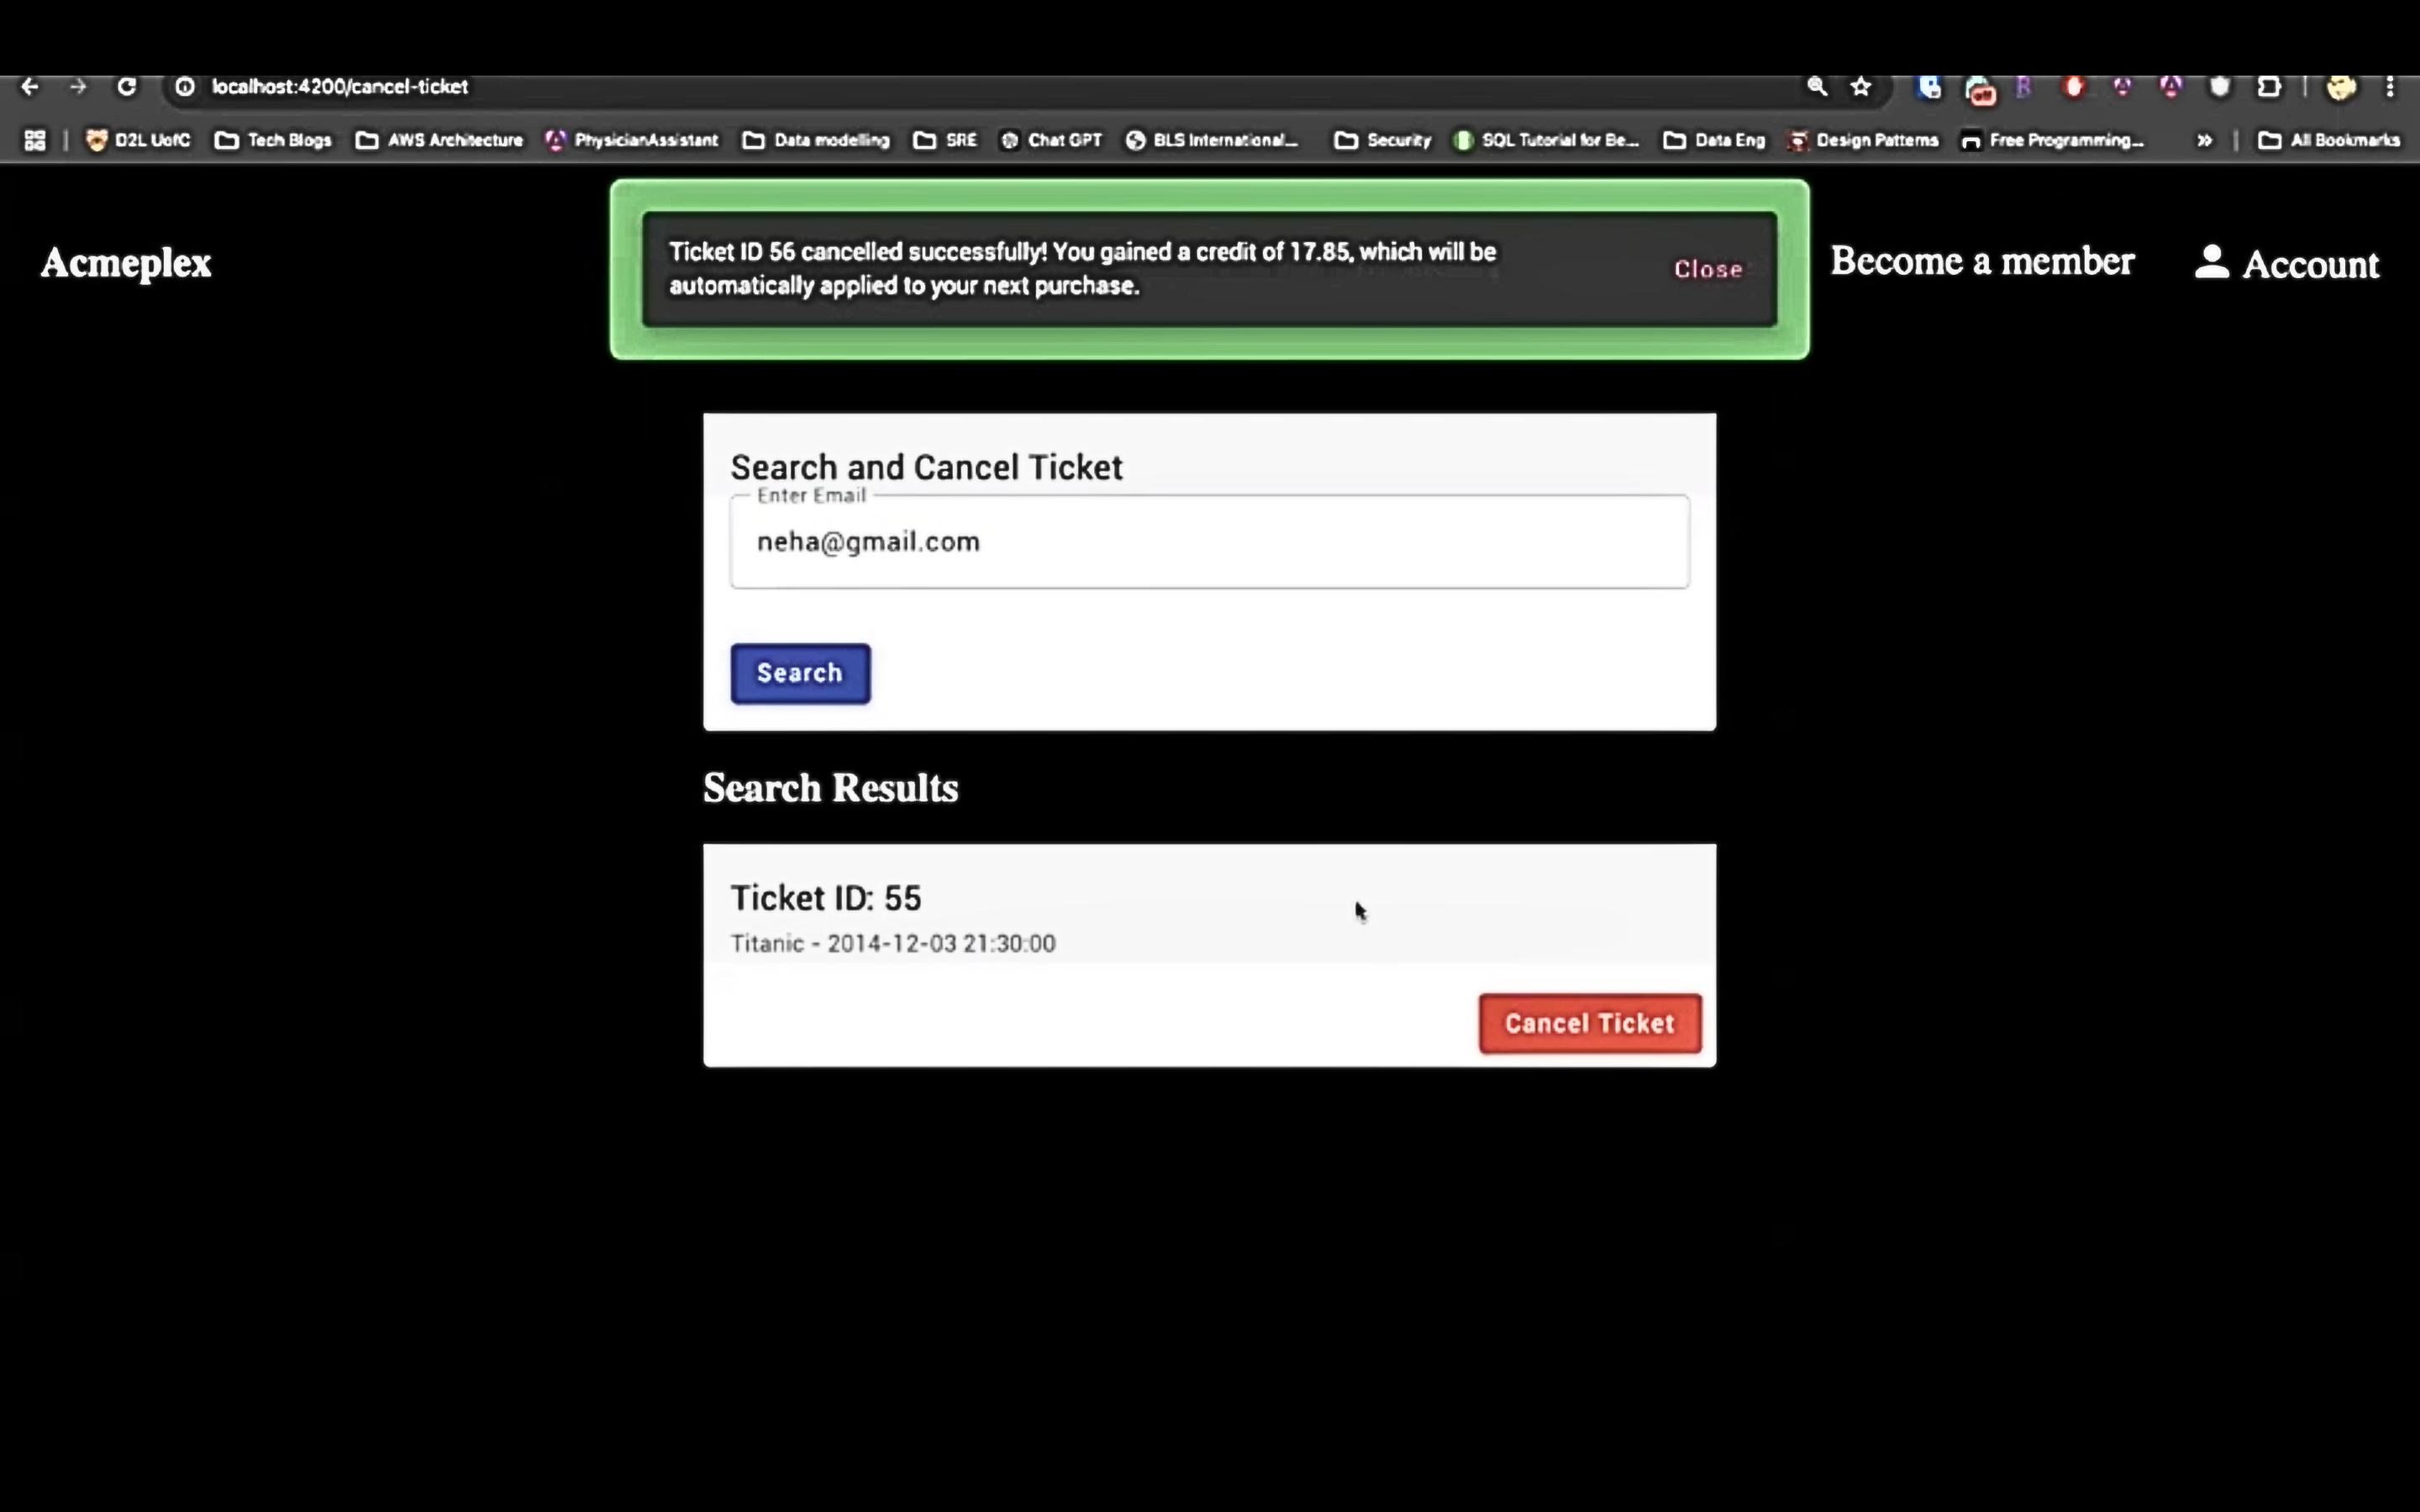 localhost:4200/cancel-ticket
D2L UofC
Tech Blogs
AWS Architecture
PhysicianAssistant
Data modelling
SRE
Chat GPT
BLS International...
Security
SQL Tutorial for Be...
Data Eng
Design Patterns
Free Programming...
All Bookmarks
Acmeplex
Ticket ID 56 cancelled successfully! You gained a credit of 17.85, which will be
automatically applied to your next purchase.
Close
Become a member
Account
Search and Cancel Ticket
Enter Email
neha@gmail.com
Search
Search Results
Ticket ID: 55
Titanic - 2014-12-03 21:30:00
Cancel Ticket